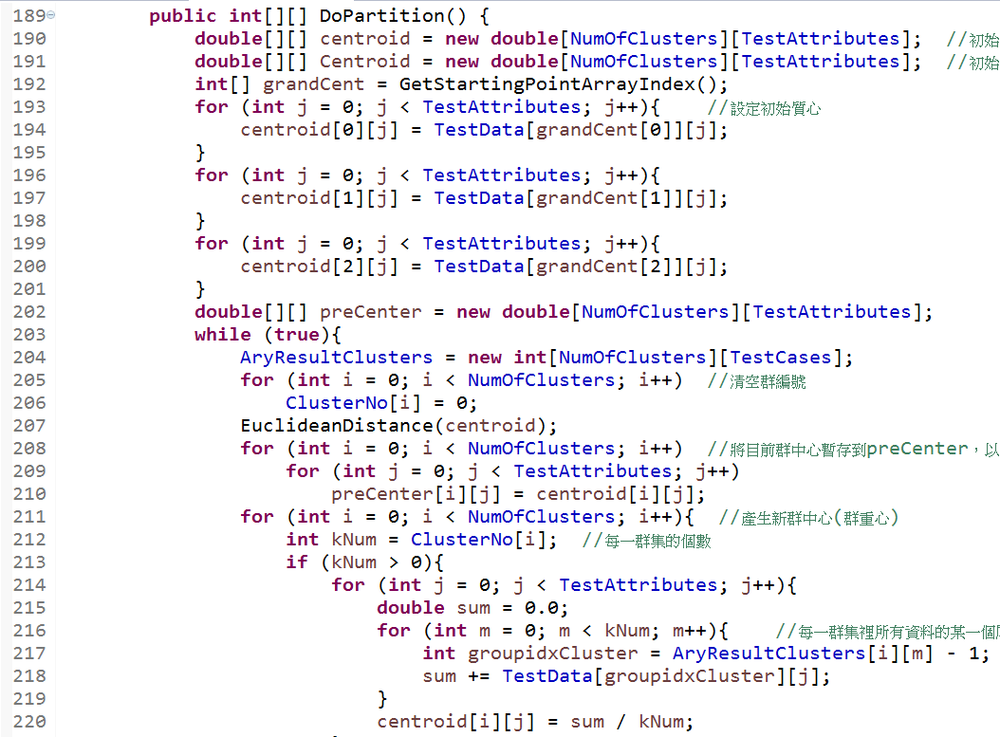 189 public int[][] DoPartition() {
190 double[][] centroid = new double[NumOfClusters][TestAttributes]; //初始
191 double[][] Centroid = new double[NumOfClusters][TestAttributes]; //初始
192 int[] grandCent = GetStartingPointArrayIndex();
193 for (int j = 0; j < TestAttributes; j++){ //設定初始質心
194 centroid[0][j] = TestData[grandCent[0]][j];
195 }
196 for (int j = 0; j < TestAttributes; j++){
197 centroid[1][j] = TestData[grandCent[1]][j];
198 }
199 for (int j = 0; j < TestAttributes; j++){
200 centroid[2][j] = TestData[grandCent[2]][j];
201 }
202 double[][] preCenter = new double[NumOfClusters][TestAttributes];
203 while (true){
204 AryResultClusters = new int[NumOfClusters][TestCases];
205 for (int i = 0; i < NumOfClusters; i++) //清空群編號
206 ClusterNo[i] = 0;
207 EuclideanDistance(centroid);
208 for (int i = 0; i < NumOfClusters; i++) //將目前群中心暫存到preCenter，以
209 for (int j = 0; j < TestAttributes; j++)
210 preCenter[i][j] = centroid[i][j];
211 for (int i = 0; i < NumOfClusters; i++){ //產生新群中心(群重心)
212 int kNum = ClusterNo[i]; //每一群集的個數
213 if (kNum > 0){
214 for (int j = 0; j < TestAttributes; j++){
215 double sum = 0.0;
216 for (int m = 0; m < kNum; m++){ //每一群集裡所有資料的某一個
217 int groupidxCluster = AryResultClusters[i][m] - 1;
218 sum += TestData[groupidxCluster][j];
219 }
220 centroid[i][j] = sum / kNum;